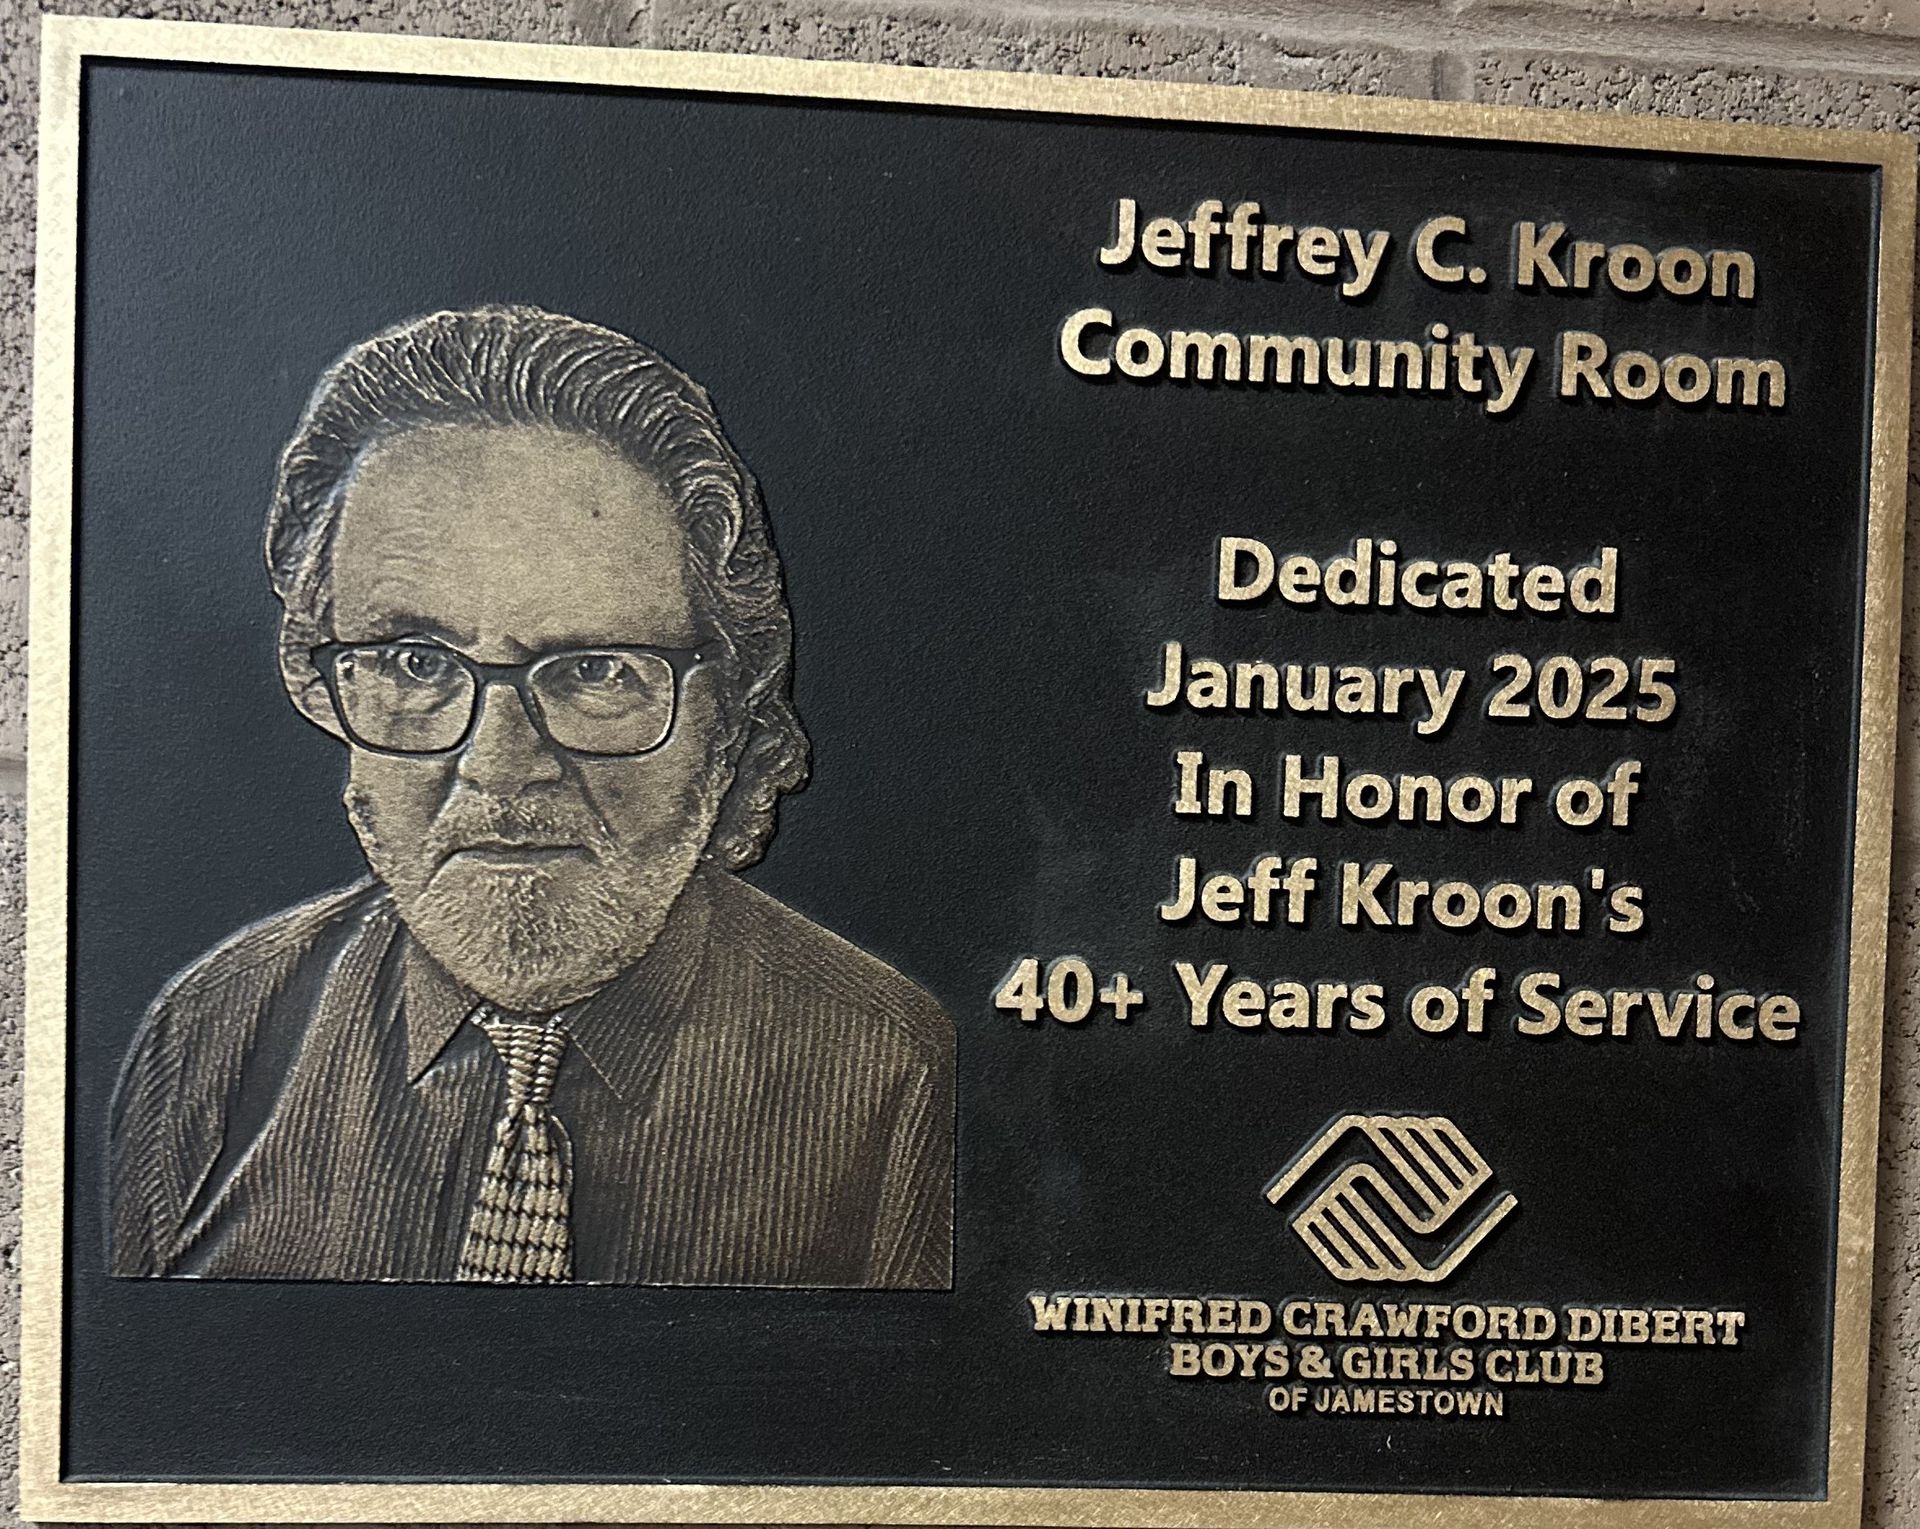 Jeffrey C. Kroon
Community Room
Dedicated
January 2025
In Honor of
Jeff Kroon's
40+ Years of Service
WINIFRED CRAWFORD DIBERT
BOYS & GIRLS CLUB
OF JAMESTOWN